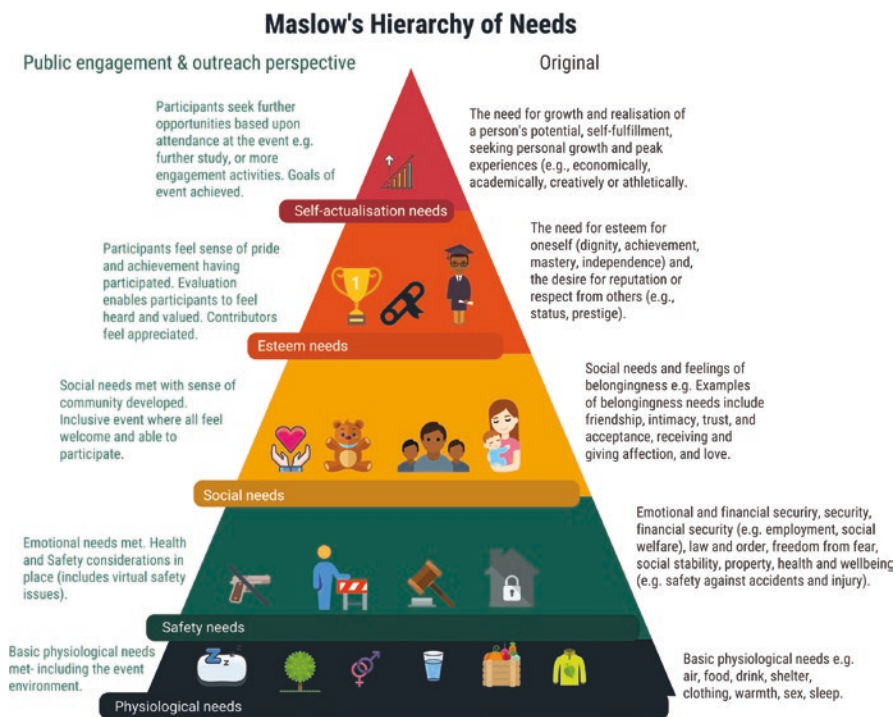 Maslow's Hierarchy of Needs
Public engagement & outreach perspective
Original
Participants seek further
opportunities based upon
attendance at the event e.g.
further study, or more
engagement activities. Goals of
event achieved.
The need for growth and realisation of
a person's potential, self-fulfillment,
seeking personal growth and peak
experiences (e.g., economically,
academically, creatively or athletically.
Self-actualisation needs
Participants feel sense of pride
and achievement having
participated. Evaluation
enables participants to feel
heard and valued. Contributors
feel appreciated.
1
The need for esteem for
oneself (dignity, achievement,
mastery, independence) and,
the desire for reputation or
respect from others (e.g.,
status, prestige).
Esteem needs
Social needs met with sense of
community developed.
Inclusive event where all feel
welcome and able to
participate.
Social needs and feelings of
belongingness e.g. Examples
of belongingness needs include
friendship, intimacy, trust, and
acceptance, receiving and
giving affection, and love.
Social needs
Emotional needs met. Health
and Safety considerations in
place (includes virtual safety
issues).
Emotional and financial securiry, security,
financial security (e.g. employment, social
welfare), law and order, freedom from fear,
social stability, property, health and wellbeing
(e.g. safety against accidents and injury).
Safety needs
Basic physiological needs
met- including the event
environment.
z z z
Basic physiological needs e.g.
air, food, drink, shelter,
clothing, warmth, sex, sleep.
Physiological needs